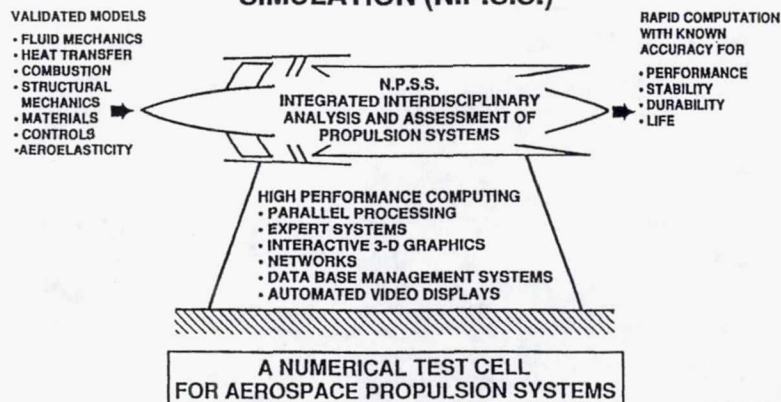 SIMULATION (N.P.S.S.)
VALIDATED MODELS
• FLUID MECHANICS
• HEAT TRANSFER
• COMBUSTION
• STRUCTURAL
MECHANICS
• MATERIALS
• CONTROLS
•AEROELASTICITY
N.P.S.S.
INTEGRATED INTERDISCIPLINARY
ANALYSIS AND ASSESSMENT OF
PROPULSION SYSTEMS
RAPID COMPUTATION
WITH KNOWN
ACCURACY FOR
• PERFORMANCE
• STABILITY
• DURABILITY
• LIFE
HIGH PERFORMANCE COMPUTING
• PARALLEL PROCESSING
• EXPERT SYSTEMS
• INTERACTIVE 3-D GRAPHICS
• NETWORKS
• DATA BASE MANAGEMENT SYSTEMS
• AUTOMATED VIDEO DISPLAYS
A NUMERICAL TEST CELL
FOR AEROSPACE PROPULSION SYSTEMS